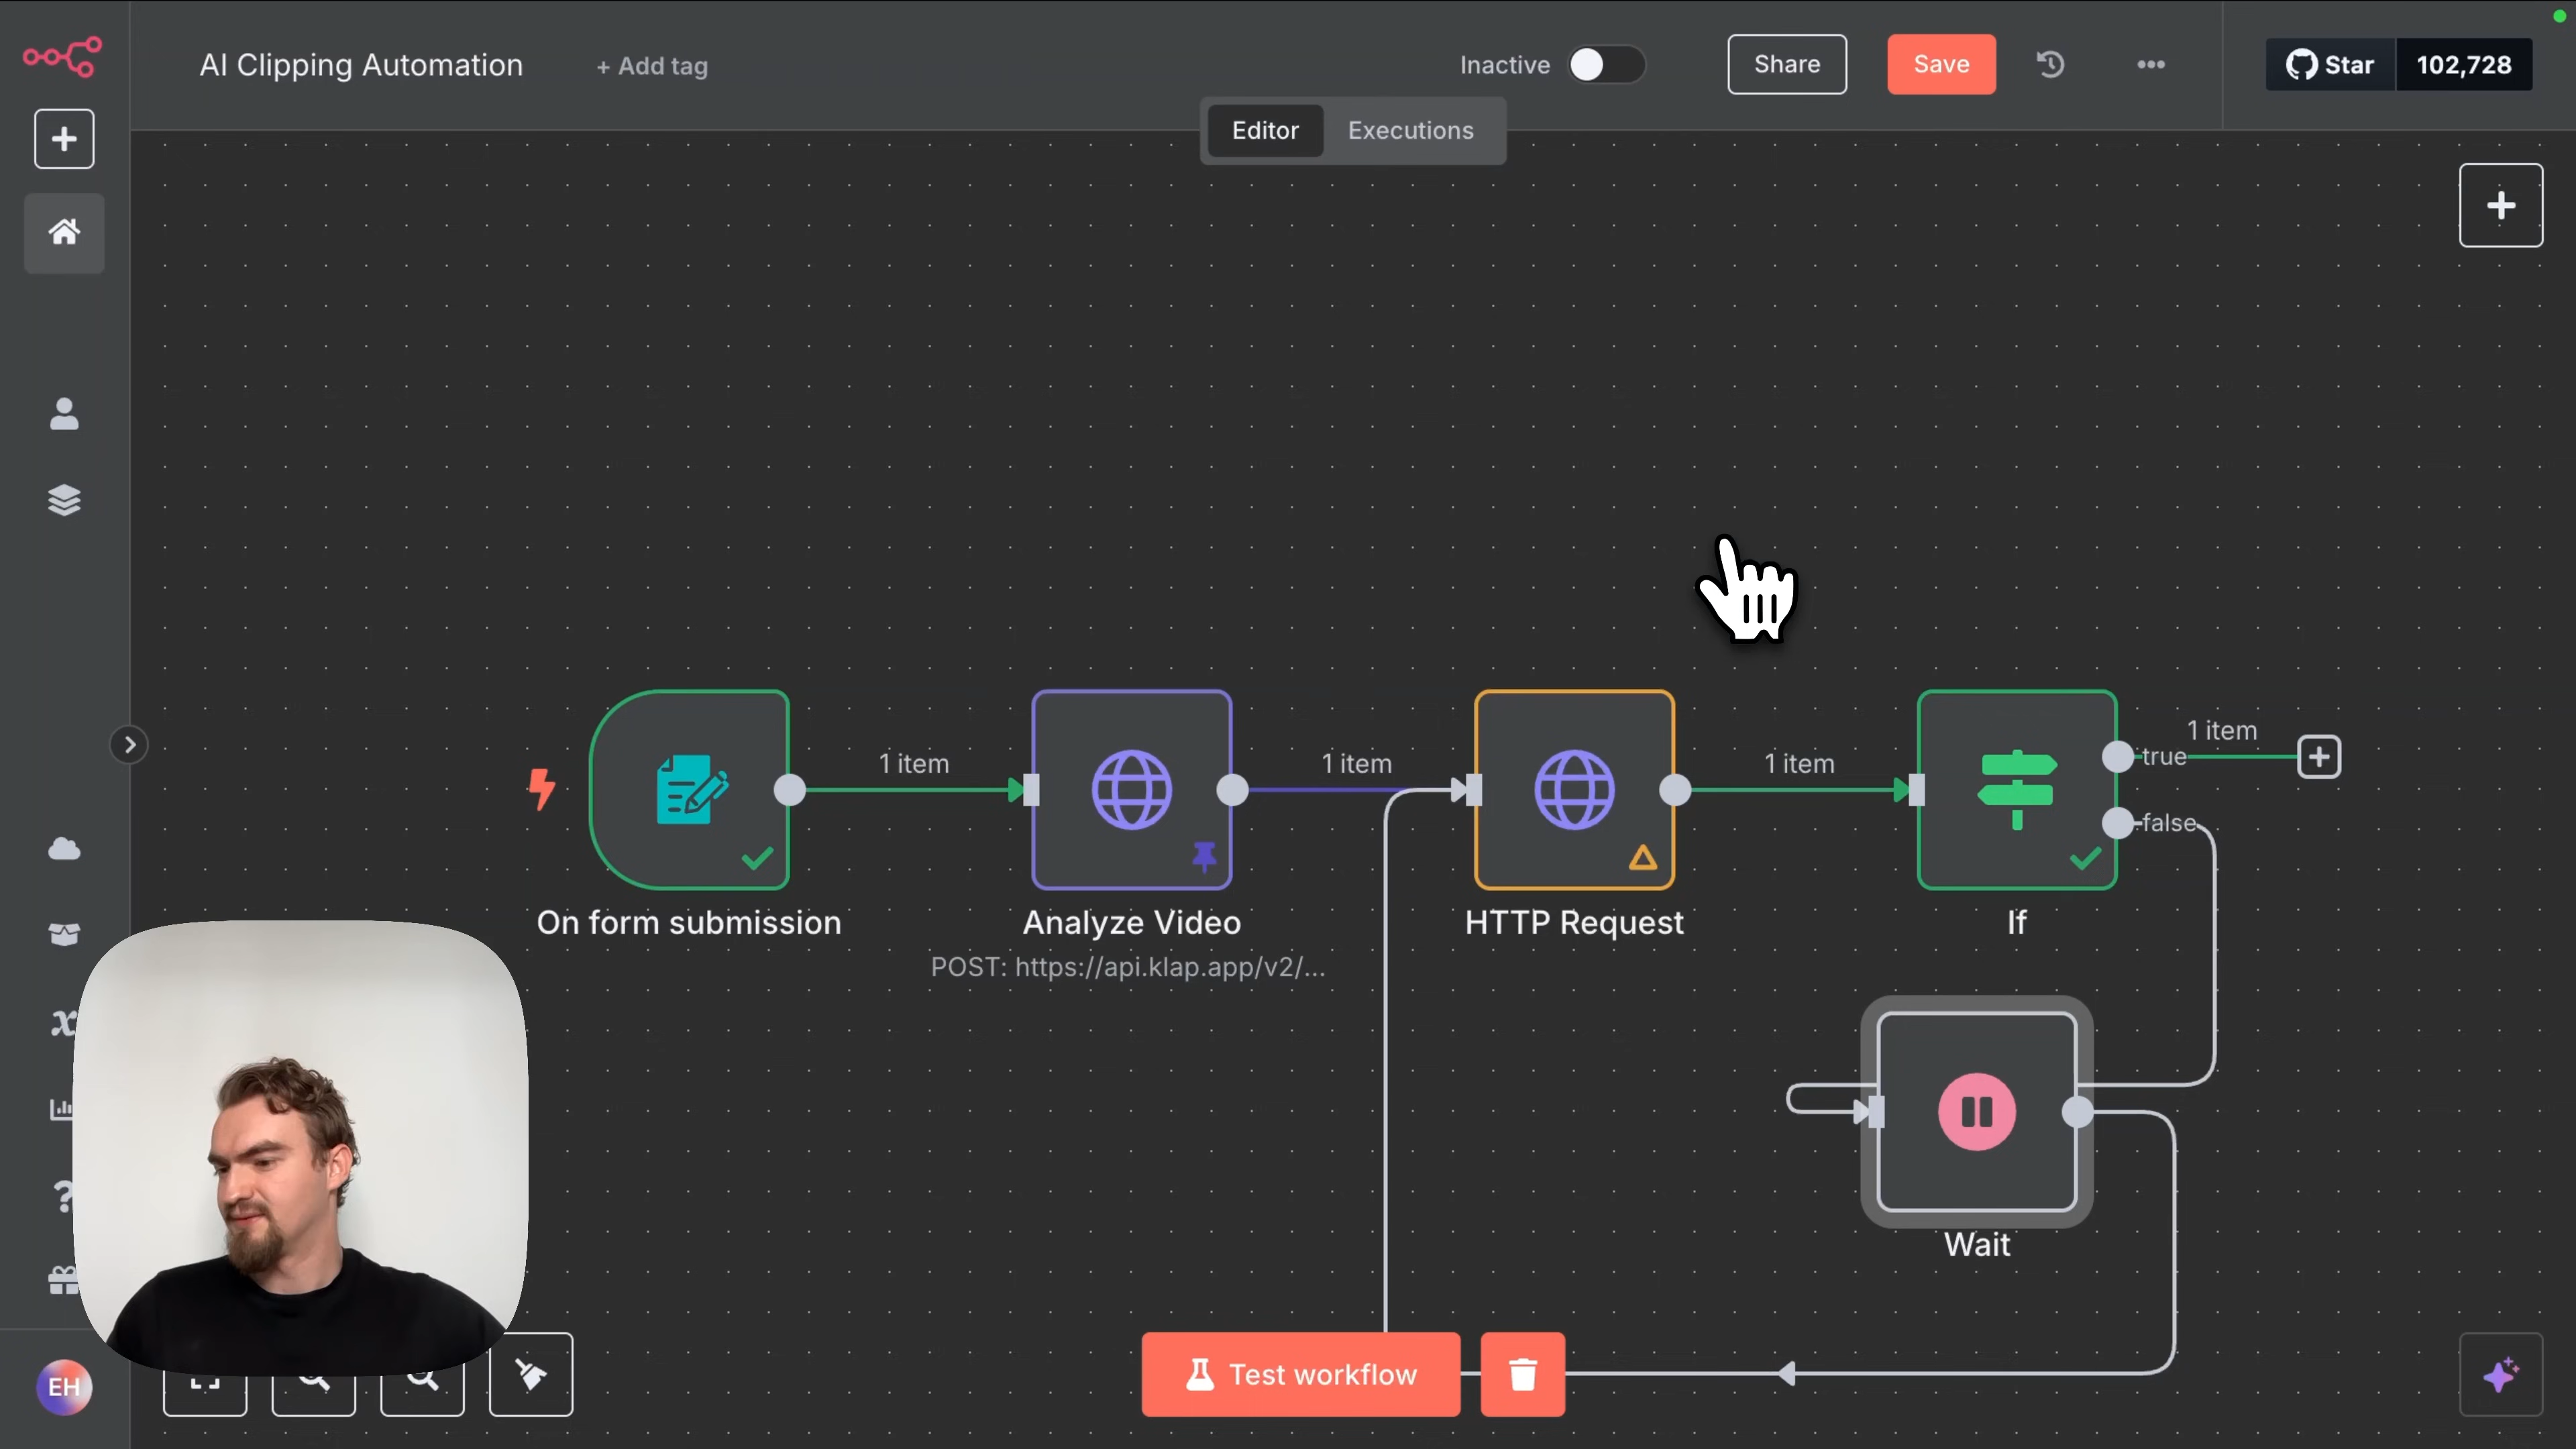 AI Clipping Automation
+ Add tag
Inactive
Share
Save
Star
102,728
Editor
Executions
1 item
1 item
1 item
1 item
true
false
On form submission
Analyze Video
HTTP Request
If
POST: https://api.klap.app/v2/...
Wait
Test workflow
EH